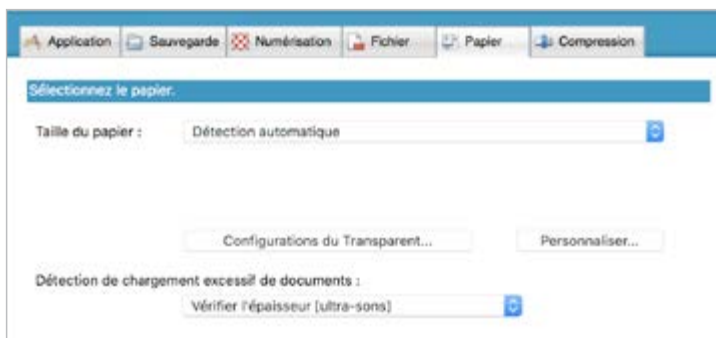 Application Sauvegarde Numérisation Fichier Papier Compression
Sélectionnez le papier.
Taille du papier : Détection automatique
Configurations du Transparent... Personnaliser...
Détection de chargement excessif de documents :
Vérifier l'épaisseur [ultra-sons]